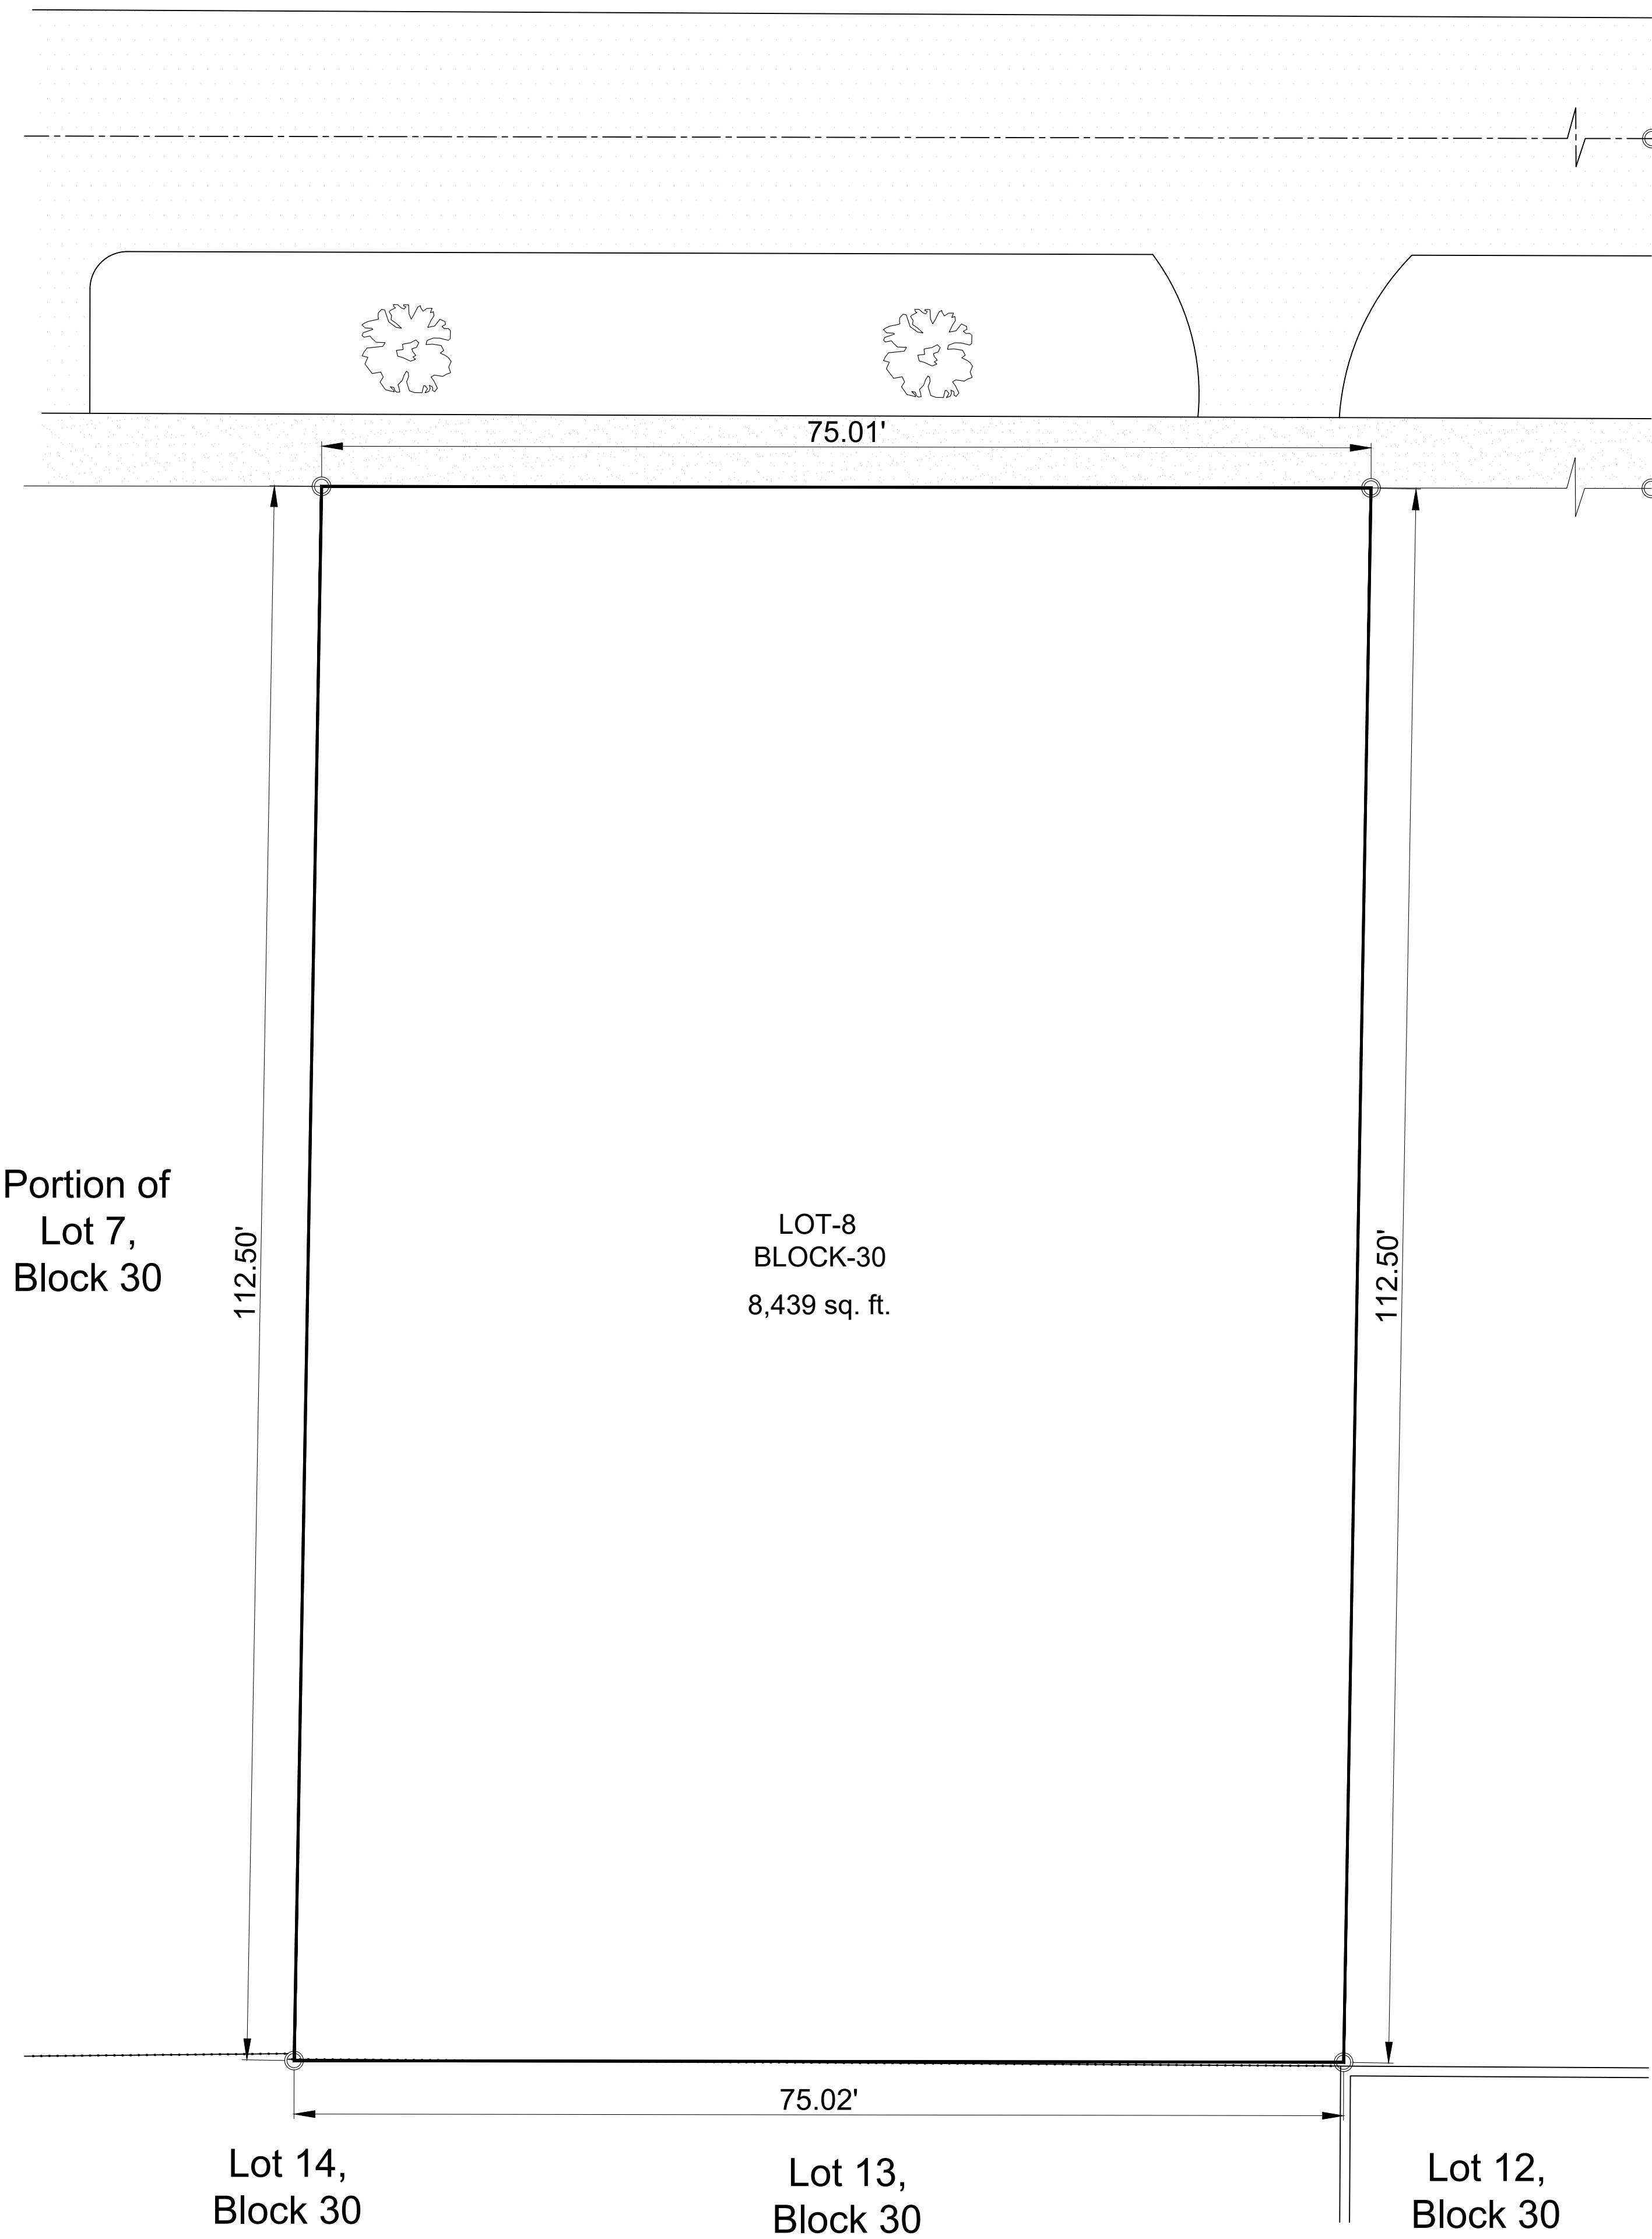 75.01'
Portion of
Lot 7,
Block 30
112.50'
LOT-8
BLOCK-30
8,439 sq. ft.
112.50'
75.02'
Lot 14,
Block 30
Lot 13,
Block 30
Lot 12,
Block 30